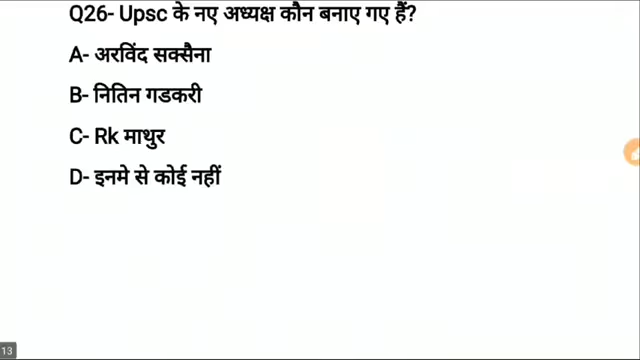 Q26- Upsc के नए अध्यक्ष कौन बनाए गए हैं?
A- अरविंद सक्सैना
B- नितिन गडकरी
C- Rk माथुर
D- इनमे से कोई नहीं
13